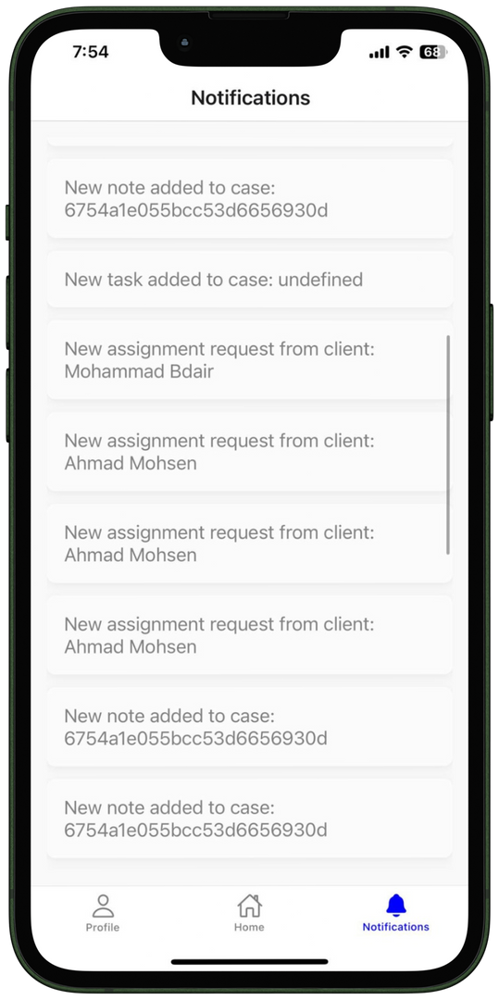 7:54
68
Notifications
New note added to case:
6754a1e055bcc53d6656930d
New task added to case: undefined
New assignment request from client:
Mohammad Bdair
New assignment request from client:
Ahmad Mohsen
New assignment request from client:
Ahmad Mohsen
New assignment request from client:
Ahmad Mohsen
New note added to case:
6754a1e055bcc53d6656930d
New note added to case:
6754a1e055bcc53d6656930d
Profile
Home
Notifications